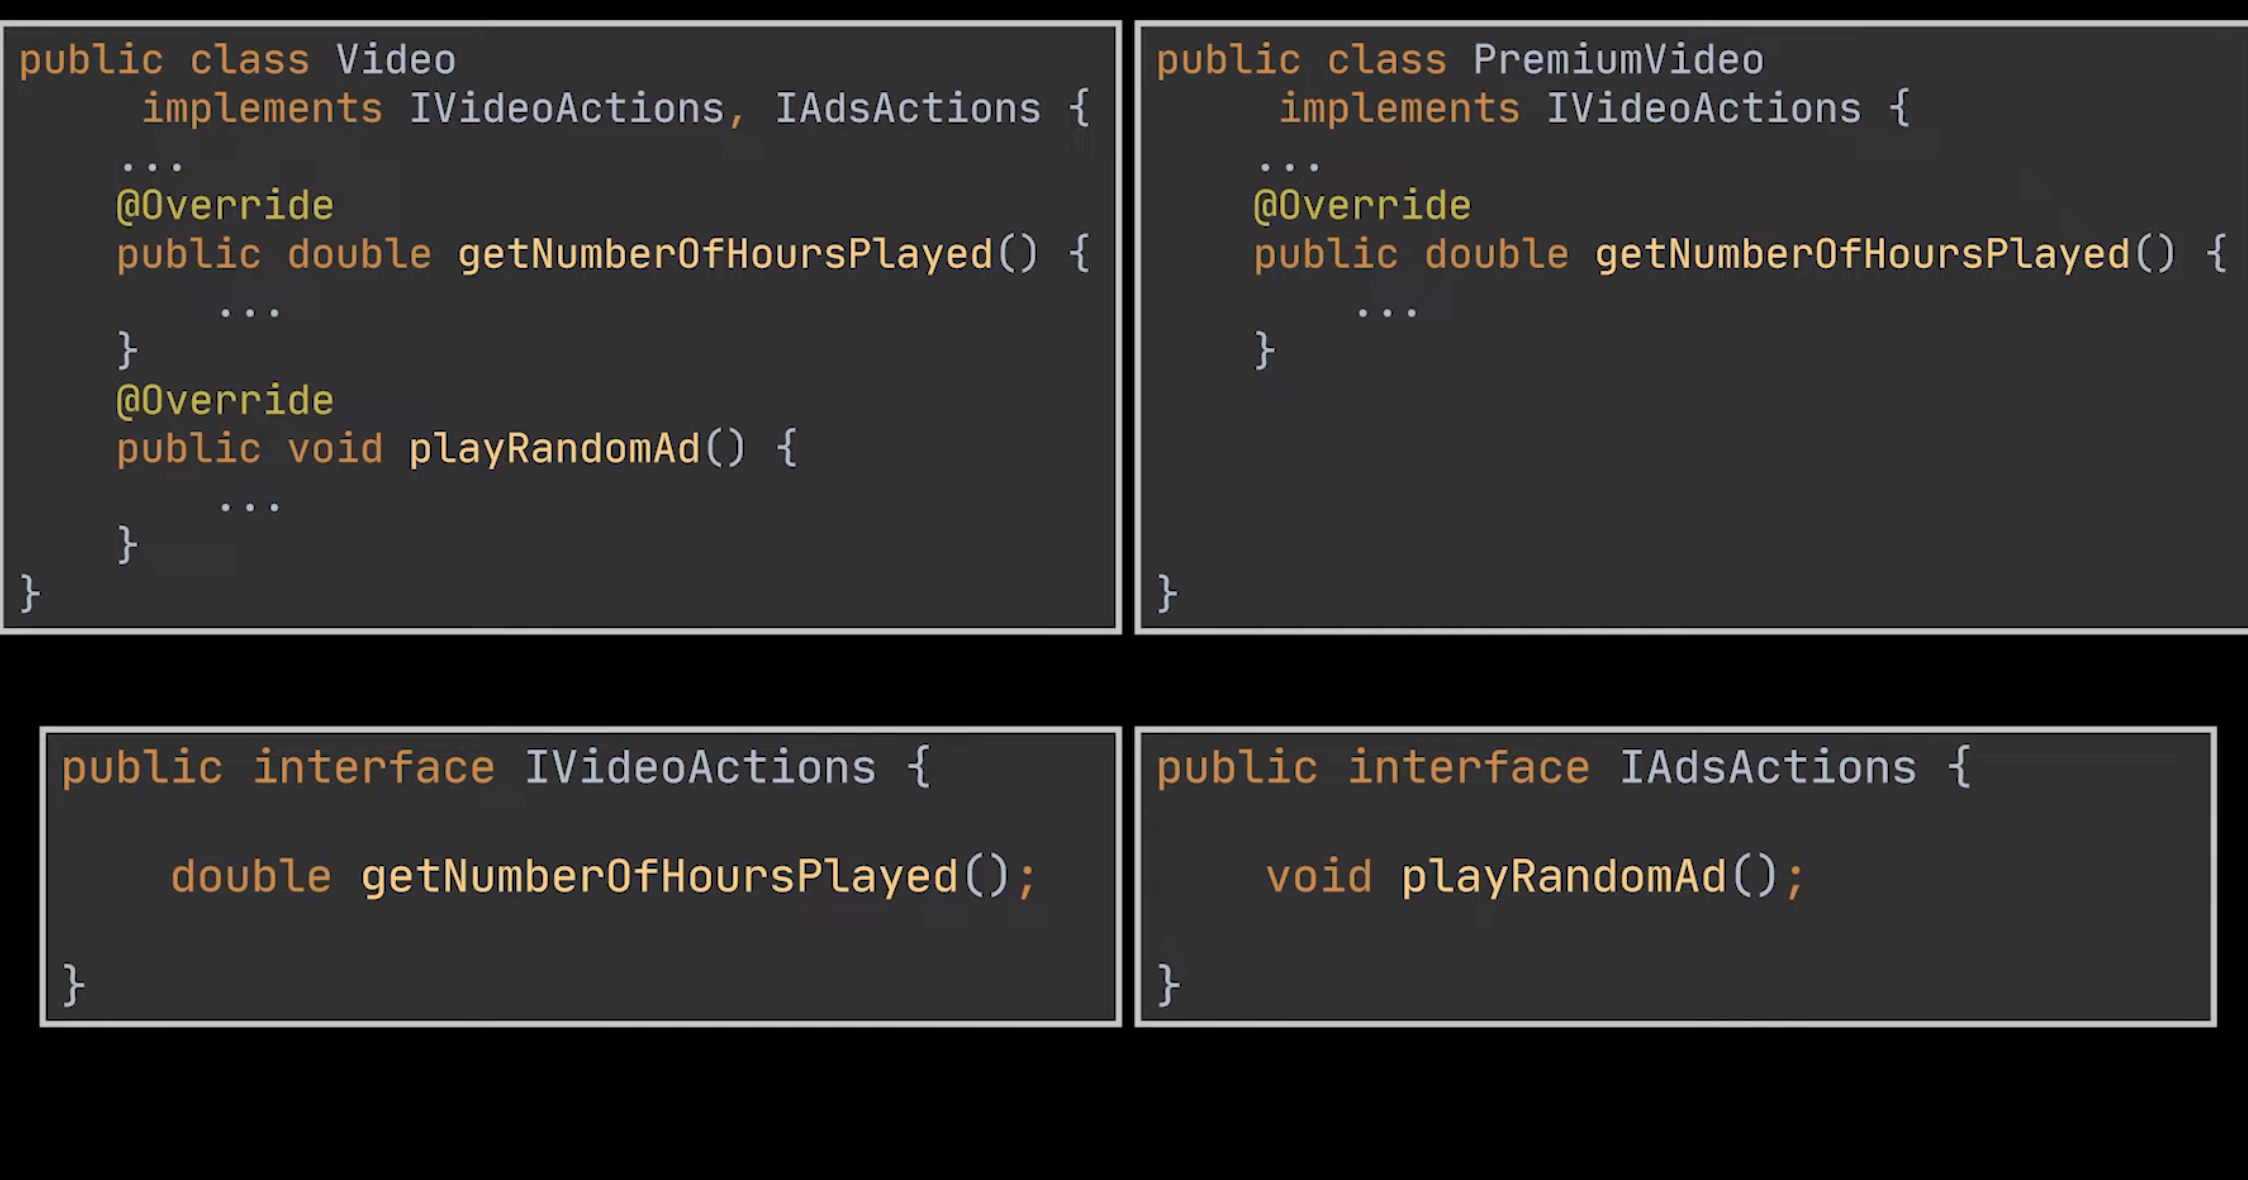 public class Video
implements IVideoActions, IAdsActions {
...
@Override
public double getNumberOfHoursPlayed() {
...
}
@Override
public void playRandomAd() {
...
}
}
public class PremiumVideo
implements IVideoActions {
...
@Override
public double getNumberOfHoursPlayed() {
...
}
}
public interface IVideoActions {
double getNumberOfHoursPlayed();
}
public interface IAdsActions {
void playRandomAd();
}